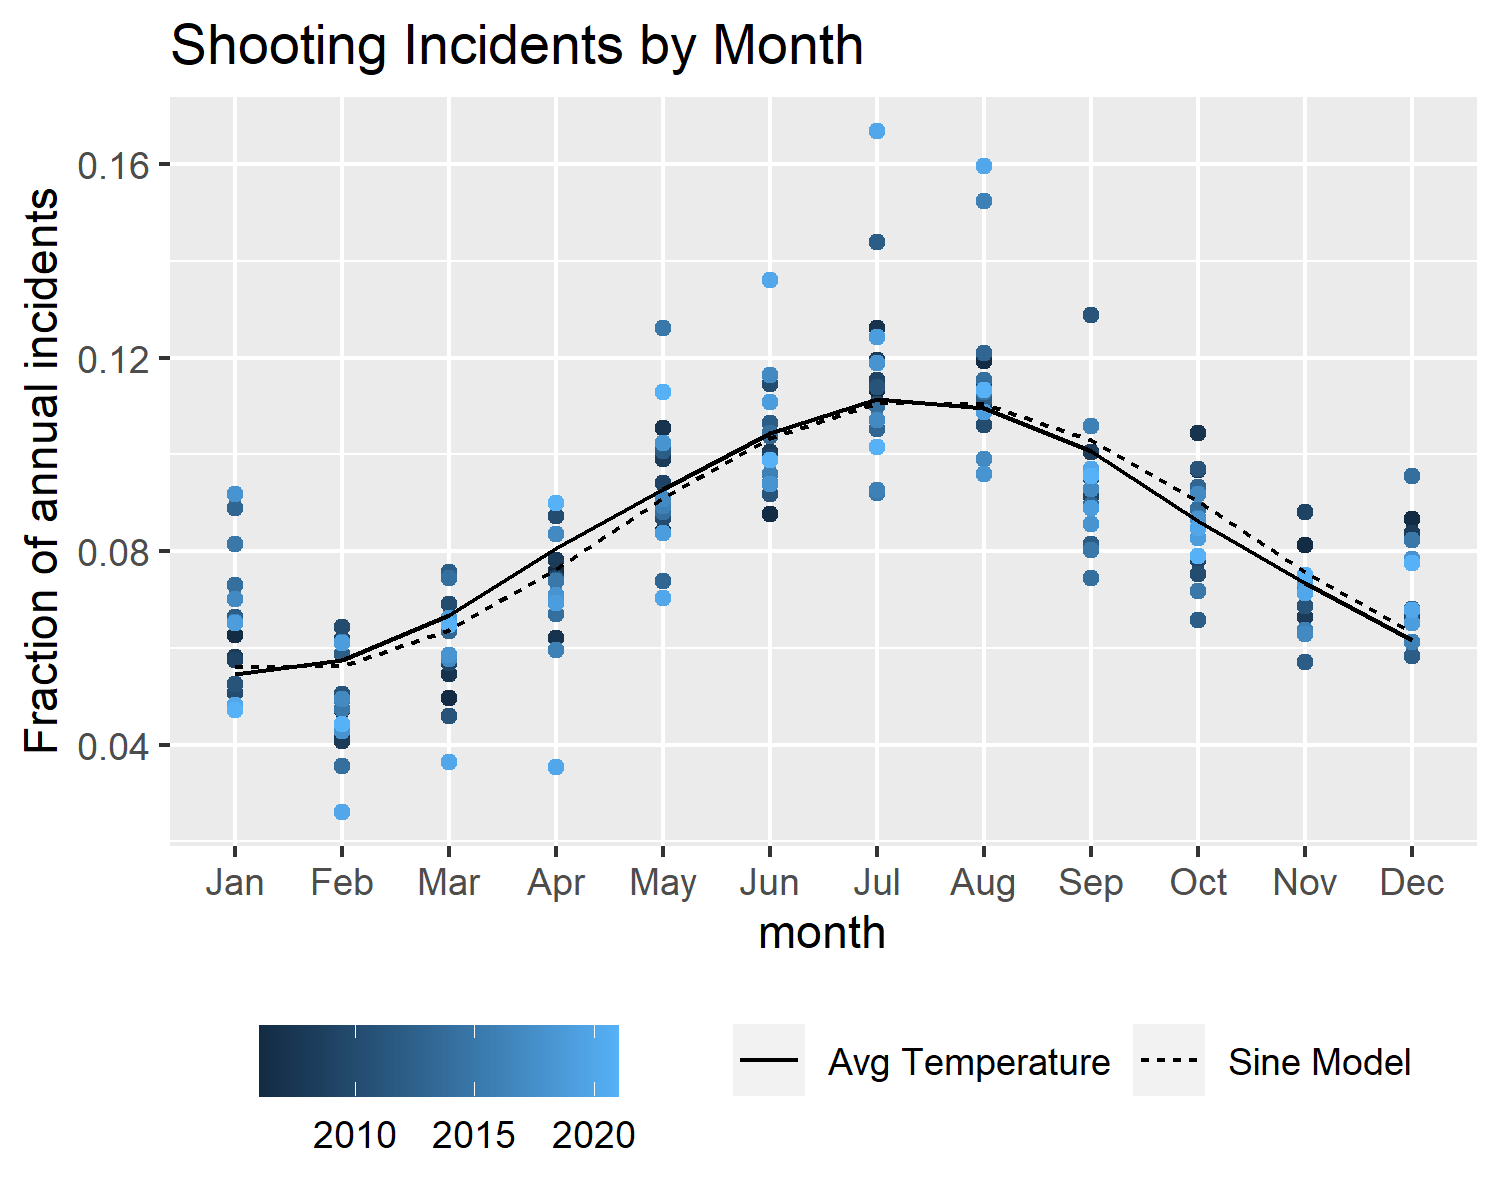 Shooting Incidents by Month
Fraction of annual incidents
0.16
0.12
0.08
0.04
Jan Feb Mar Apr May Jun Jul Aug Sep Oct Nov Dec
month
2010 2015 2020
Avg Temperature Sine Model